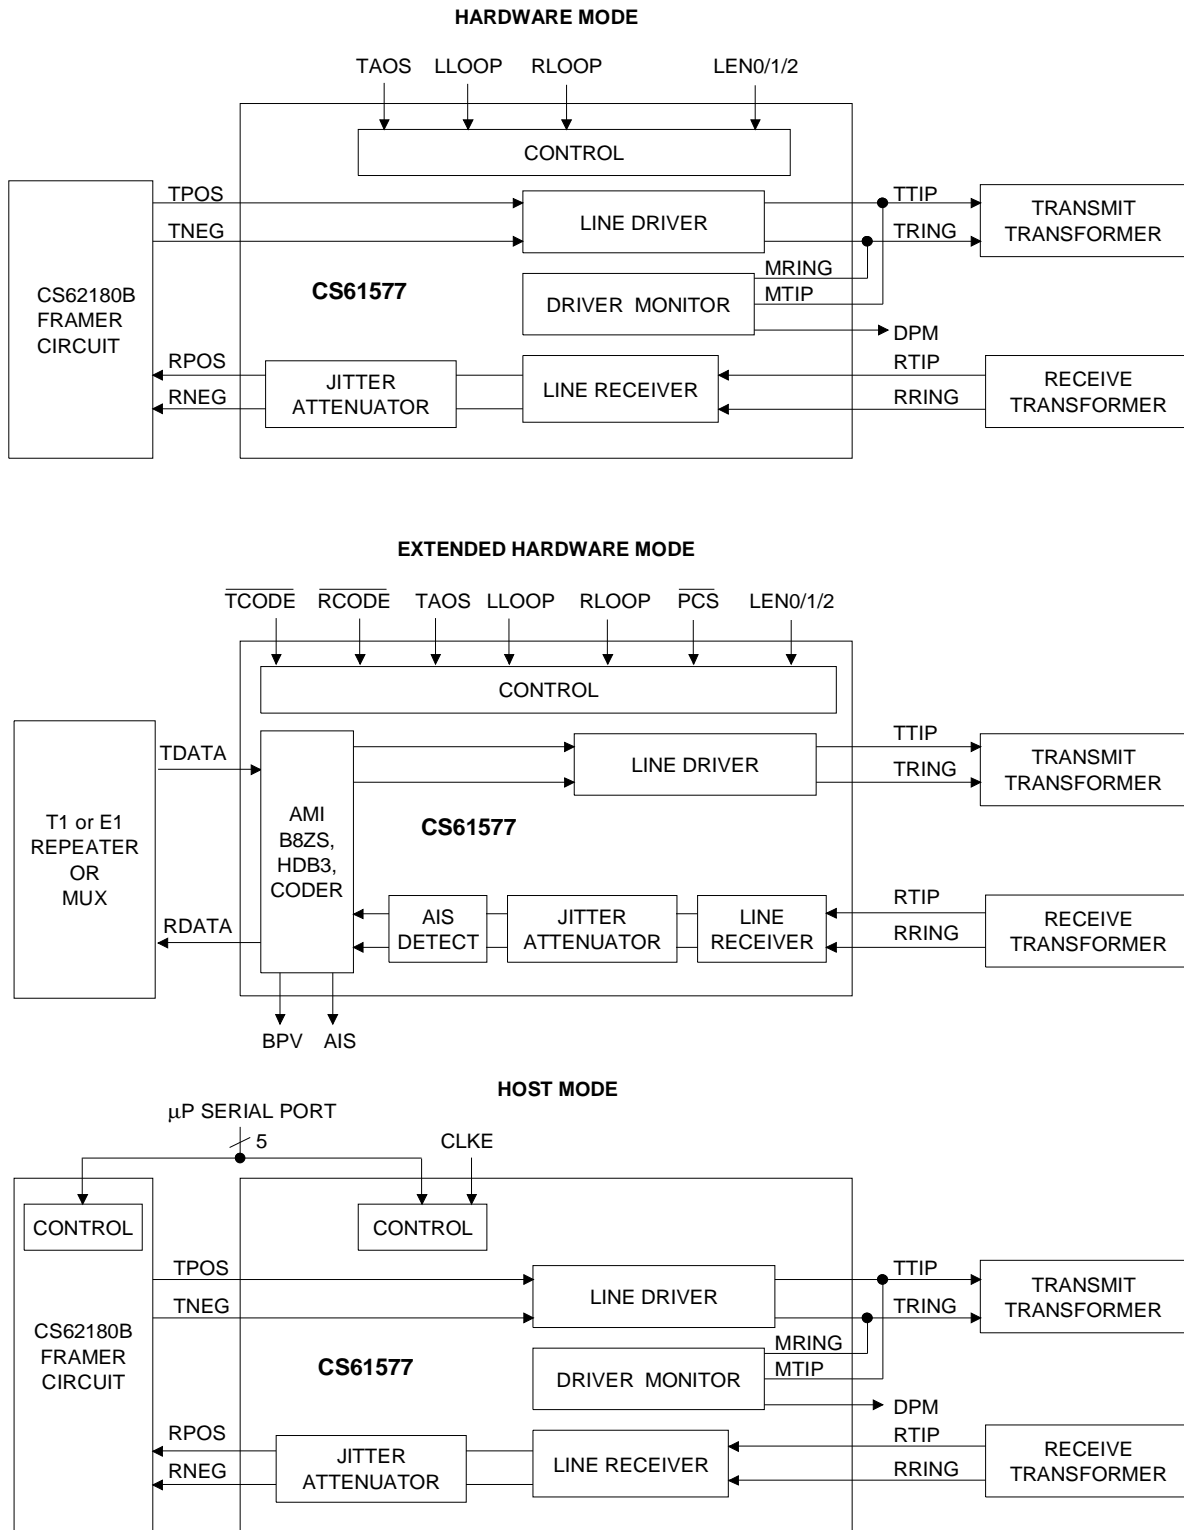 HARDWARE MODE
TAOS LLOOP RLOOP LEN0/1/2
CONTROL
CS62180B
FRAMER
CIRCUIT
TPOS
TNEG
LINE DRIVER
TTIP
TRING
TRANSMIT
TRANSFORMER
CS61577
DRIVER MONITOR
MRING
MTIP
DPM
RPOS
RNEG
JITTER
ATTENUATOR
LINE RECEIVER
RTIP
RRING
RECEIVE
TRANSFORMER
EXTENDED HARDWARE MODE
TCODE RCODE TAOS LLOOP RLOOP PCS LEN0/1/2
CONTROL
T1 or E1
REPEATER
OR
MUX
TDATA
RDATA
AMI
B8ZS,
HDB3,
CODER
LINE DRIVER
TTIP
TRING
TRANSMIT
TRANSFORMER
CS61577
AIS
DETECT
JITTER
ATTENUATOR
LINE
RECEIVER
RTIP
RRING
RECEIVE
TRANSFORMER
BPV AIS
HOST MODE
µP SERIAL PORT
5
CLKE
CONTROL
CONTROL
CS62180B
FRAMER
CIRCUIT
TPOS
TNEG
LINE DRIVER
TTIP
TRING
TRANSMIT
TRANSFORMER
CS61577
DRIVER MONITOR
MRING
MTIP
DPM
RPOS
RNEG
JITTER
ATTENUATOR
LINE RECEIVER
RTIP
RRING
RECEIVE
TRANSFORMER